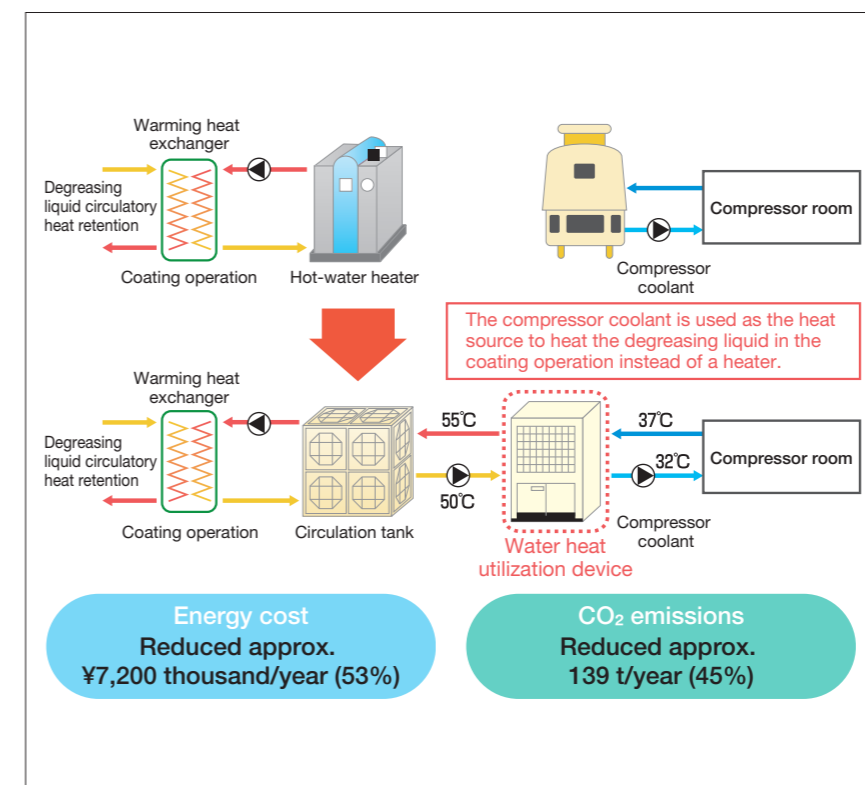 Warming heat
exchanger
Degreasing
liquid circulatory
heat retention
Coating operation
Hot-water heater
Compressor room
Compressor
coolant
The compressor coolant is used as the heat
source to heat the degreasing liquid in the
coating operation instead of a heater.
Warming heat
exchanger
Degreasing
liquid circulatory
heat retention
Coating operation
Circulation tank
55℃
50℃
Water heat
utilization device
37℃
32℃
Compressor room
Compressor
coolant
Energy cost
Reduced approx.
¥7,200 thousand/year (53%)
CO₂ emissions
Reduced approx.
139 t/year (45%)